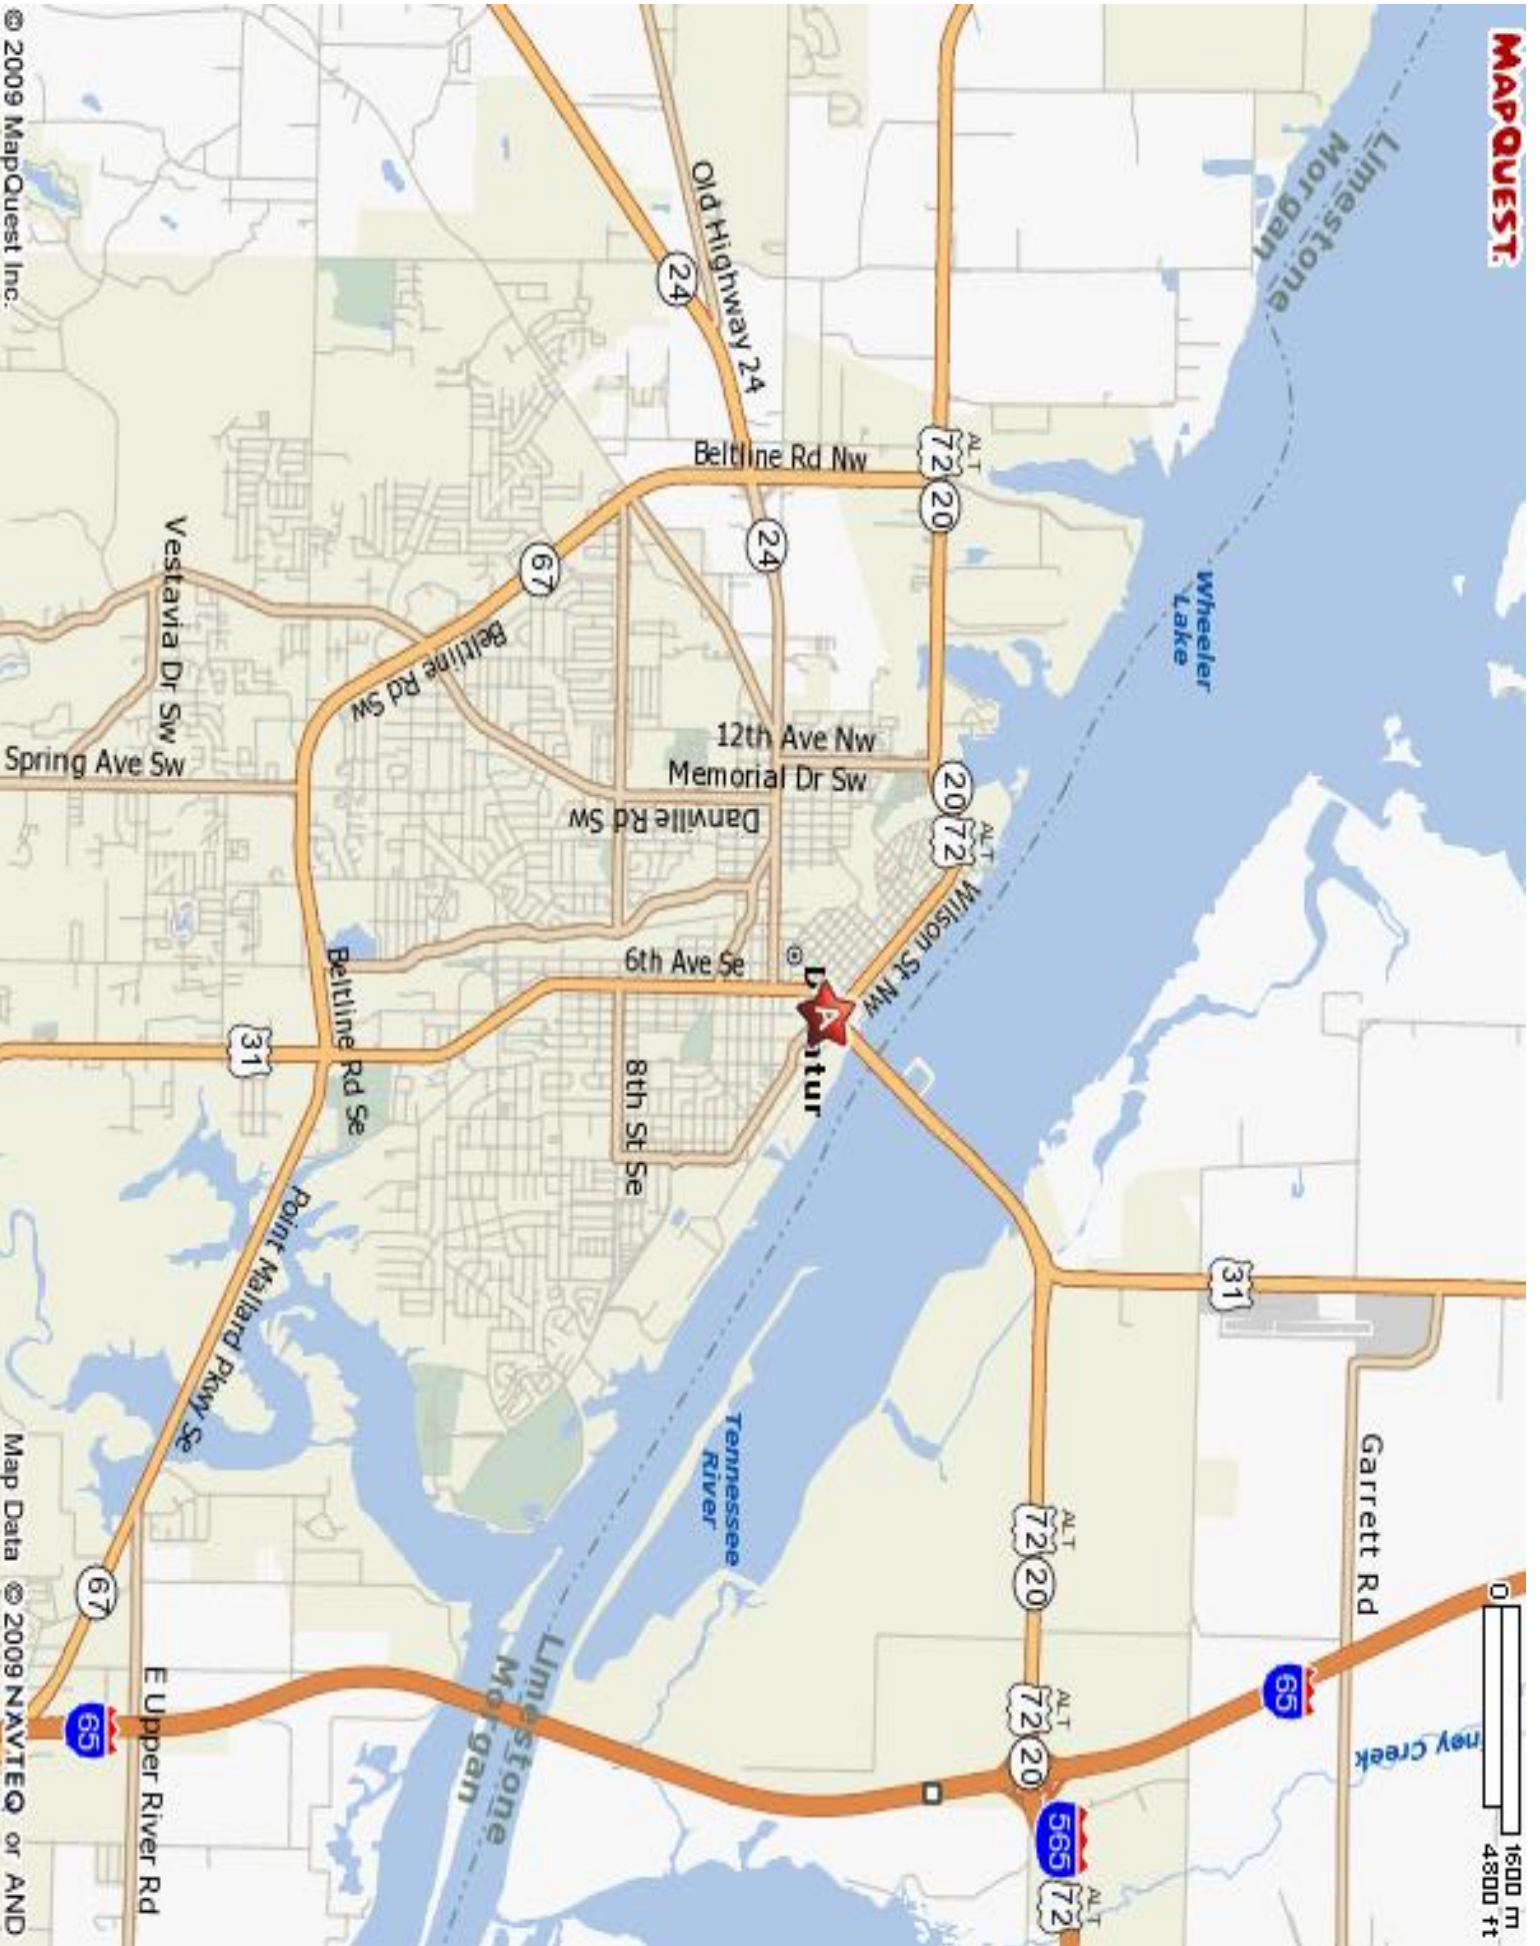 MAPQUEST.
Limestone
Morgan
Old Highway 24
24
Beltline Rd Nw
ALT
72
20
24
67
Beltline Rd Sw
Vestavia Dr Sw
Spring Ave Sw
Wheeler
Lake
12th Ave Nw
Memorial Dr Sw
Danville Rd Sw
20
ALT
72
Wilson St Nw
6th Ave Se
A
31
Beltline Rd Se
8th St Se
Point Mallard Pkwy Se
31
Garrett Rd
Tennessee
River
ALT
72
20
ALT
72
20
65
565
ALT
72
67
65
E Upper River Rd
Limestone
Morgan
Creek
0
1600 m
4800 ft
© 2009 MapQuest Inc.
Map Data © 2009 NAVTEQ or AND